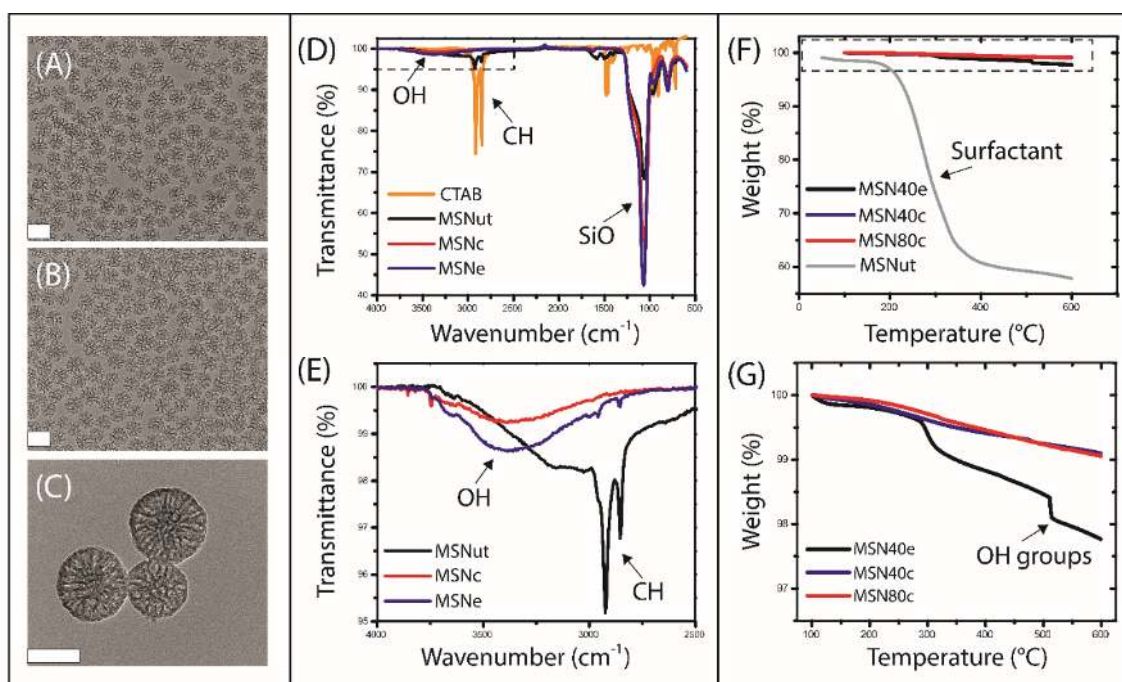 (A)
(B)
(C)
(D)
Transmittance (%)
100
90
80
70
60
50
40
OH
CH
SiO
CTAB
MSNut
MSNc
MSNe
4000 3500 3000 2500 2000 1500 1000 500
Wavenumber (cm-1)
(E)
Transmittance (%)
100
99
98
97
96
95
OH
CH
MSNut
MSNc
MSNe
4000 3500 3000 2500
Wavenumber (cm-1)
(F)
Weight (%)
100
90
80
70
60
Surfactant
MSN40e
MSN40c
MSN80c
MSNut
0 200 400 600
Temperature (°C)
(G)
Weight (%)
100
99
98
97
OH groups
MSN40e
MSN40c
MSN80c
100 200 300 400 500 600
Temperature (°C)